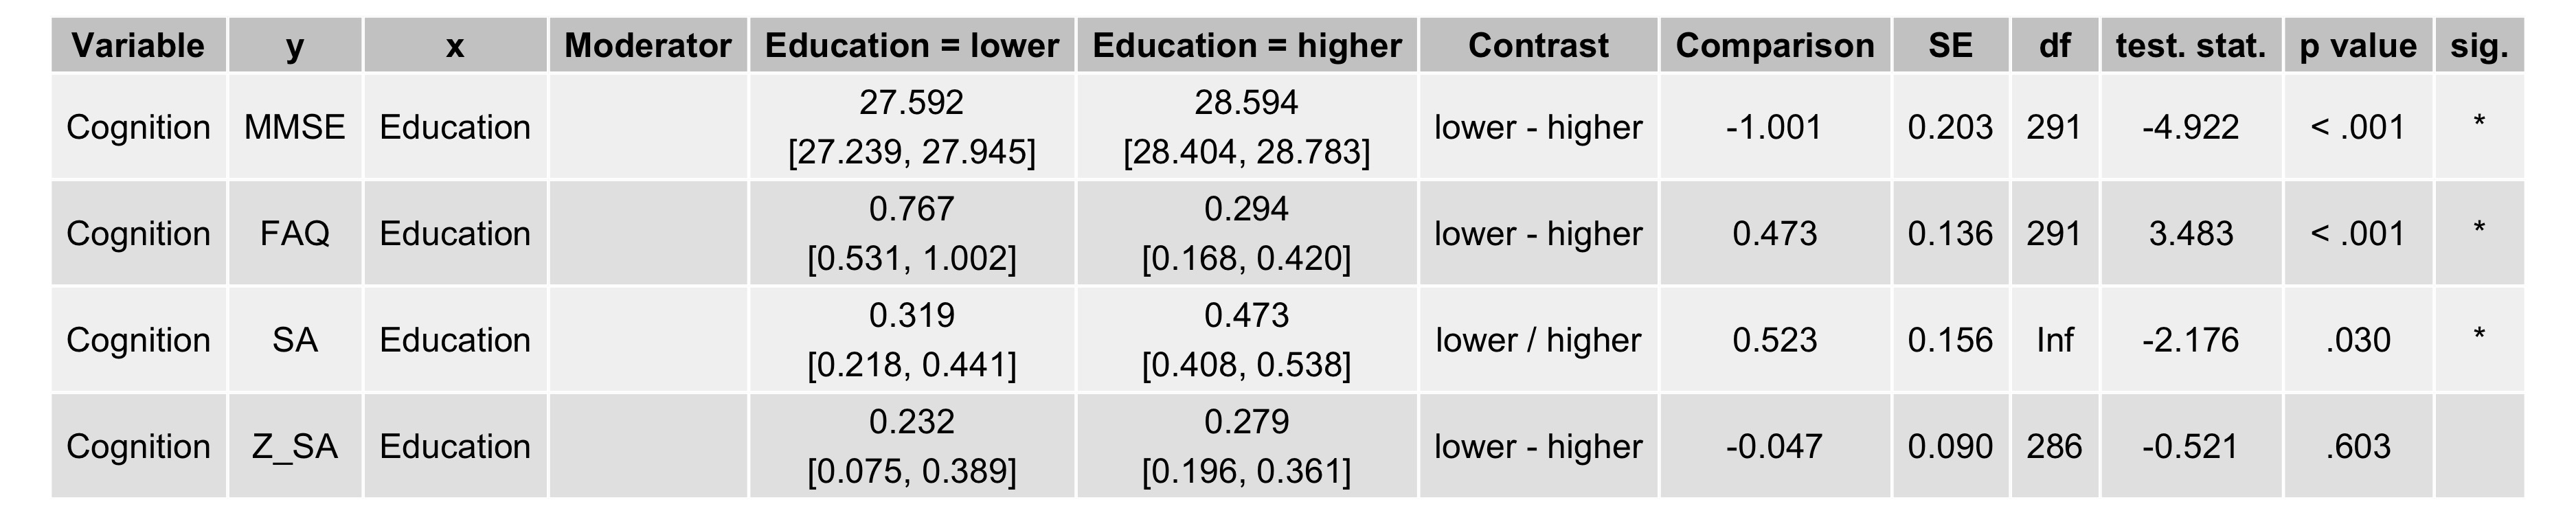 Variable y x Moderator Education = lower Education = higher Contrast Comparison SE df test. stat. p value sig.
Cognition MMSE Education 27.592 28.594 lower - higher -1.001 0.203 291 -4.922 < .001 *
[27.239, 27.945] [28.404, 28.783]
Cognition FAQ Education 0.767 0.294 lower - higher 0.473 0.136 291 3.483 < .001 *
[0.531, 1.002] [0.168, 0.420]
Cognition SA Education 0.319 0.473 lower / higher 0.523 0.156 Inf -2.176 .030 *
[0.218, 0.441] [0.408, 0.538]
Cognition Z_SA Education 0.232 0.279 lower - higher -0.047 0.090 286 -0.521 .603
[0.075, 0.389] [0.196, 0.361]